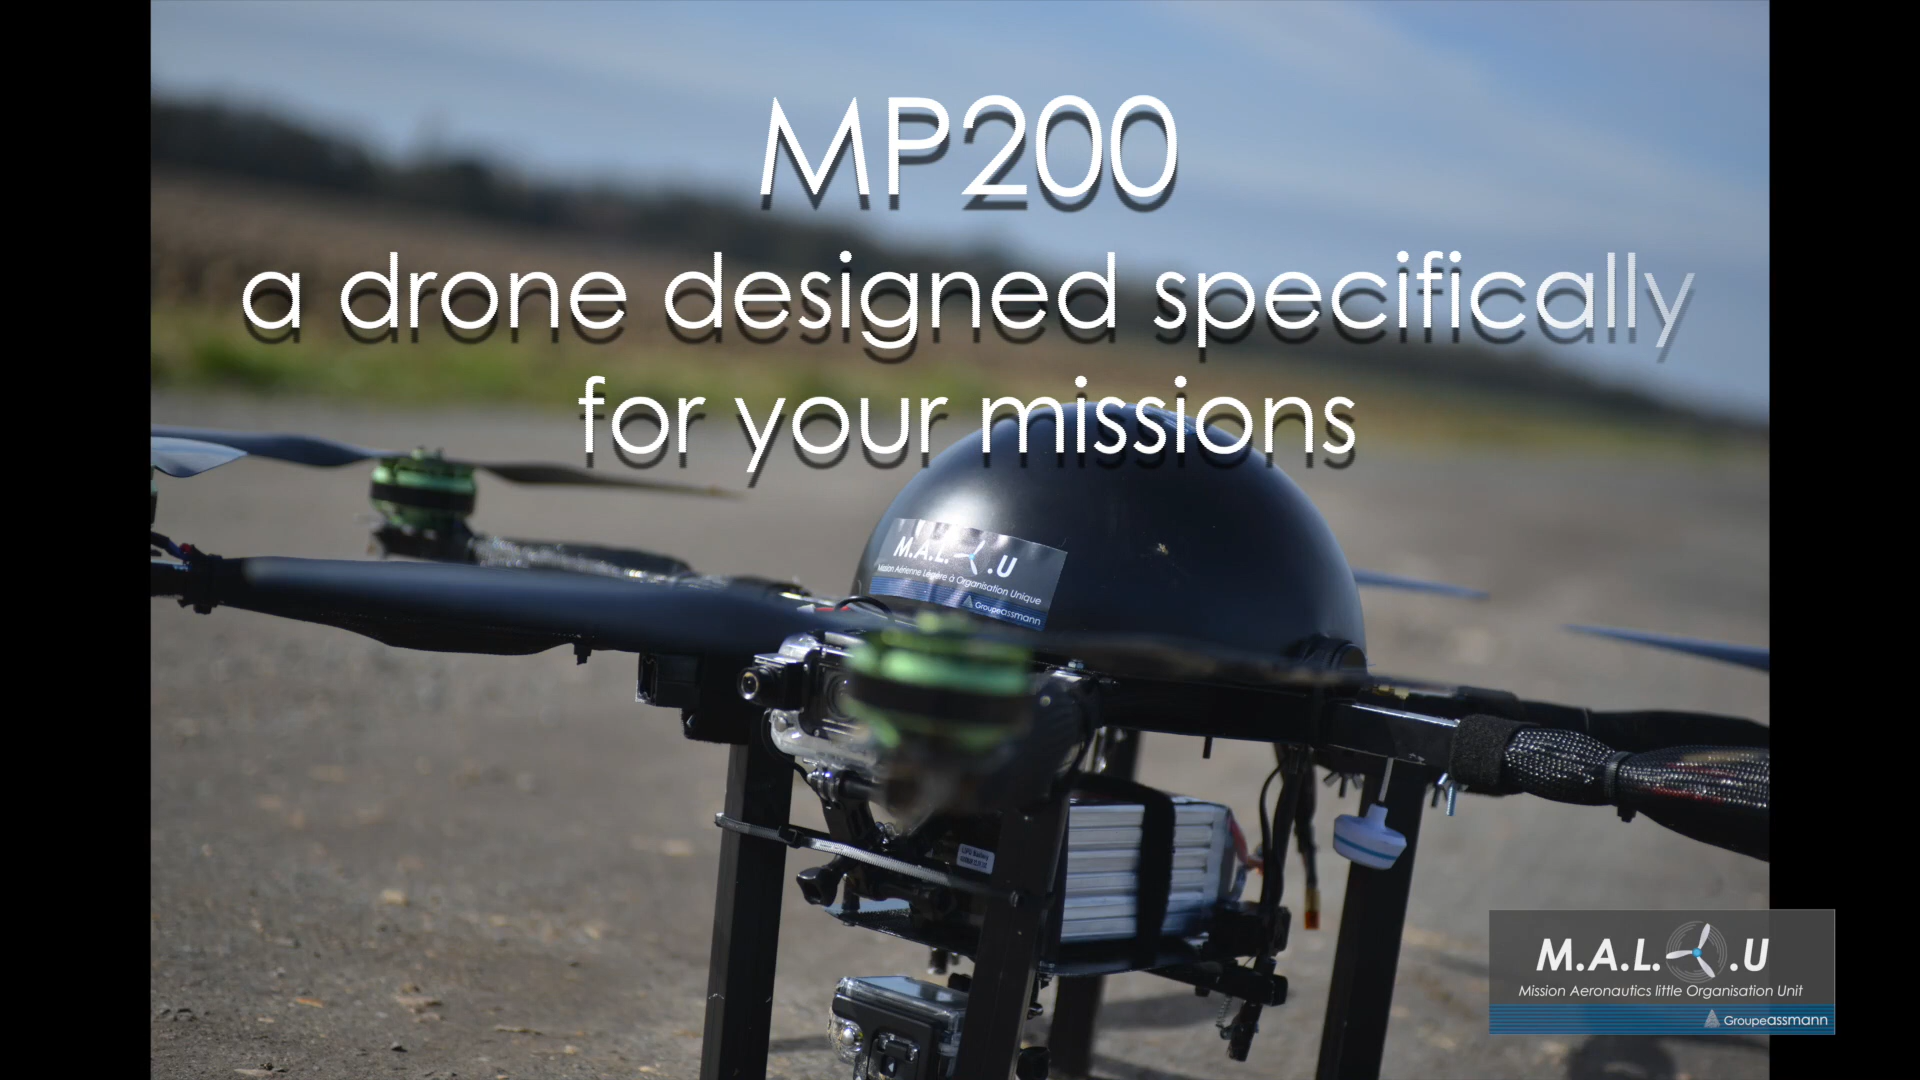 MP200
a drone designed specifically
for your missions
M.A.L. .U
Mission Aérienne Légère à Organisation Unique
Groupeassmann
M.A.L. .U
Mission Aeronautics little Organisation Unit
Groupeassmann